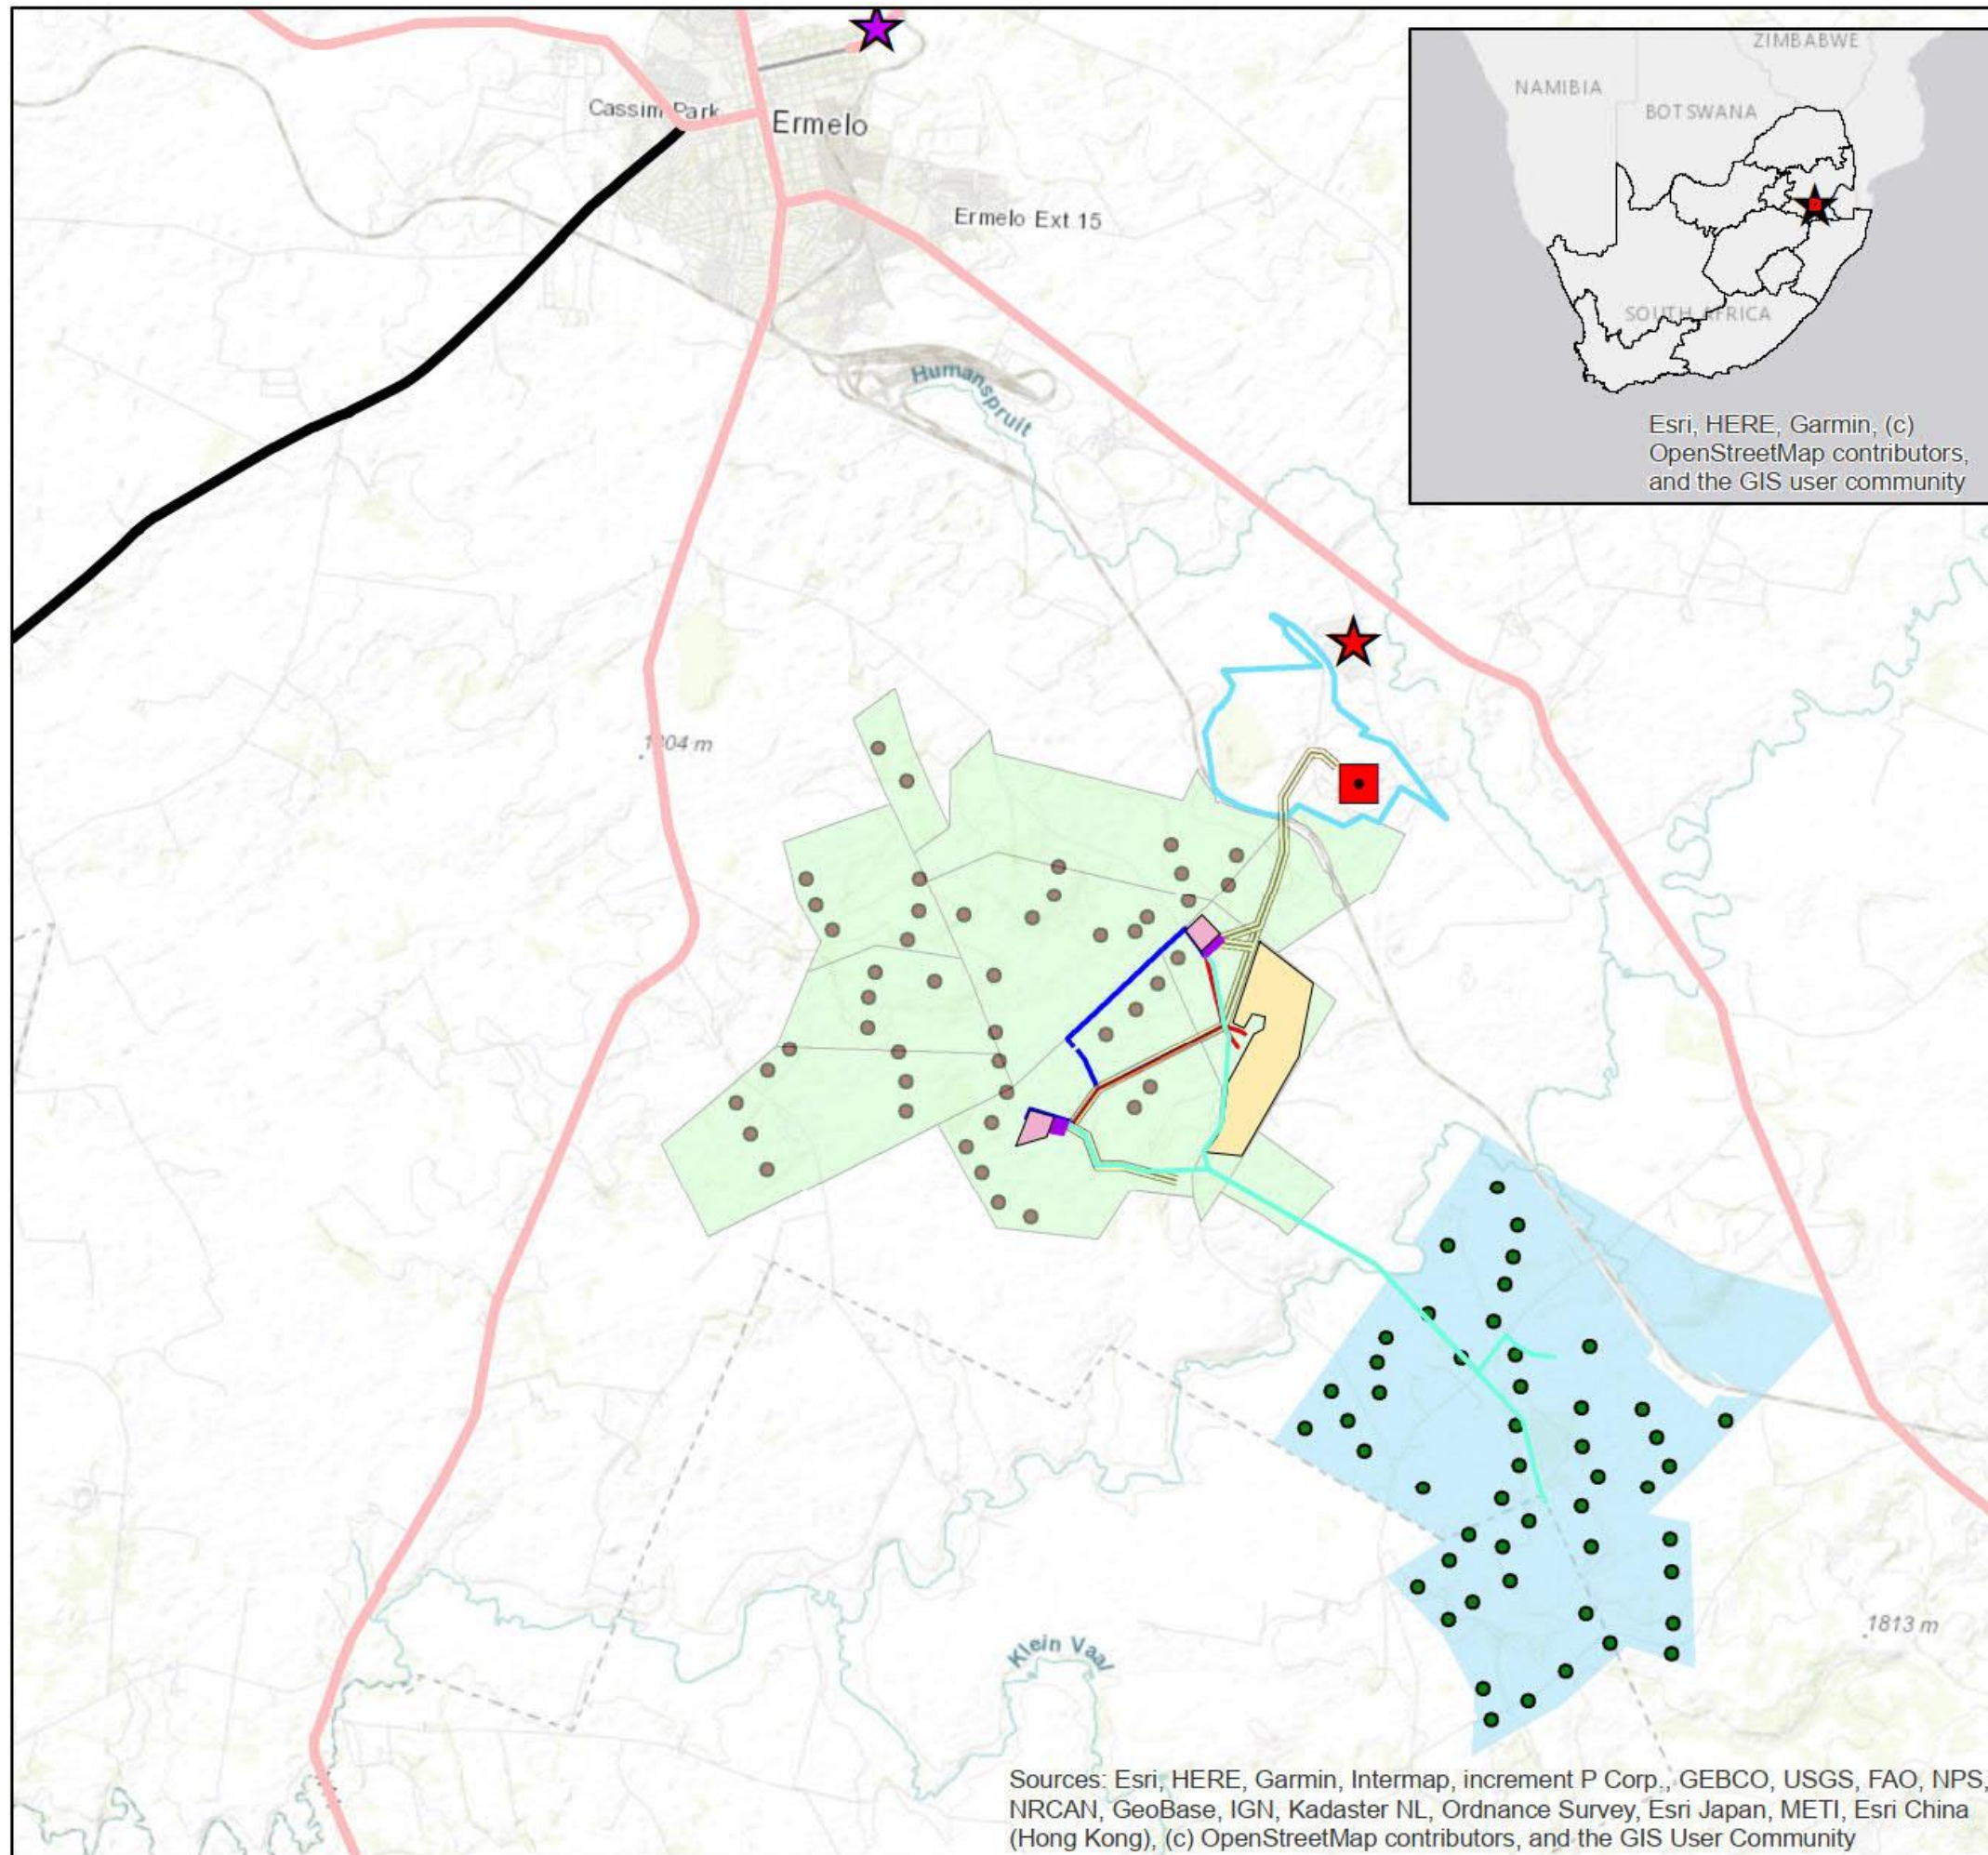 ZIMBABWE
NAMIBIA
BOTSWANA
SOUTH AFRICA
Esri, HERE, Garmin, (c)
OpenStreetMap contributors,
and the GIS user community
Cassim Park
Ermelo
Ermelo Ext 15
Humanspruit
1804 m
1813 m
Klein Vaal
Sources: Esri, HERE, Garmin, Intermap, increment P Corp., GEBCO, USGS, FAO, NPS,
NRCAN, GeoBase, IGN, Kadaster NL, Ordnance Survey, Esri Japan, METI, Esri China
(Hong Kong), (c) OpenStreetMap contributors, and the GIS User Community